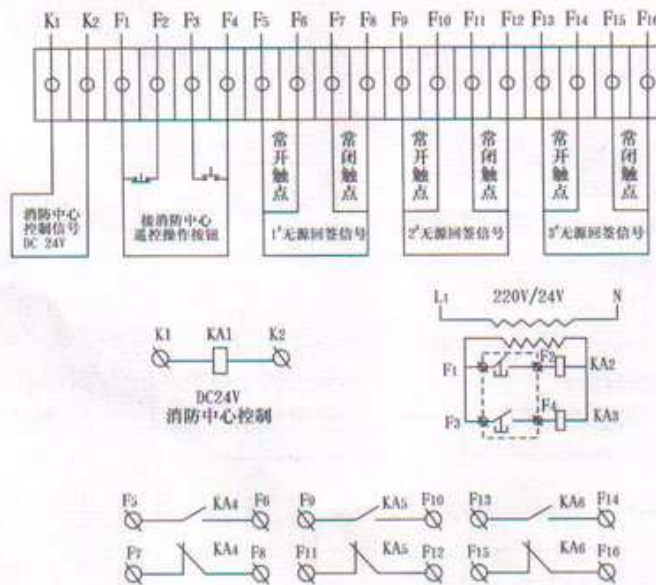 K1 K2 F1 F2 F3 F4 F5 F6 F7 F8 F9 F10 F11 F12 F13 F14 F15 F16
常开触点
常闭触点
常开触点
常闭触点
常开触点
常闭触点
消防中心
控制信号
DC 24V
接消防中心
遥控操作按钮
1#无源回答信号
2#无源回答信号
3#无源回答信号
L1 220V/24V N
K1 KA1 K2
DC24V
消防中心控制
F1 F2 KA2
F3 F4 KA3
F5 KA4 F6 F9 KA5 F10 F13 KA6 F14
F7 KA4 F8 F11 KA5 F12 F15 KA6 F16